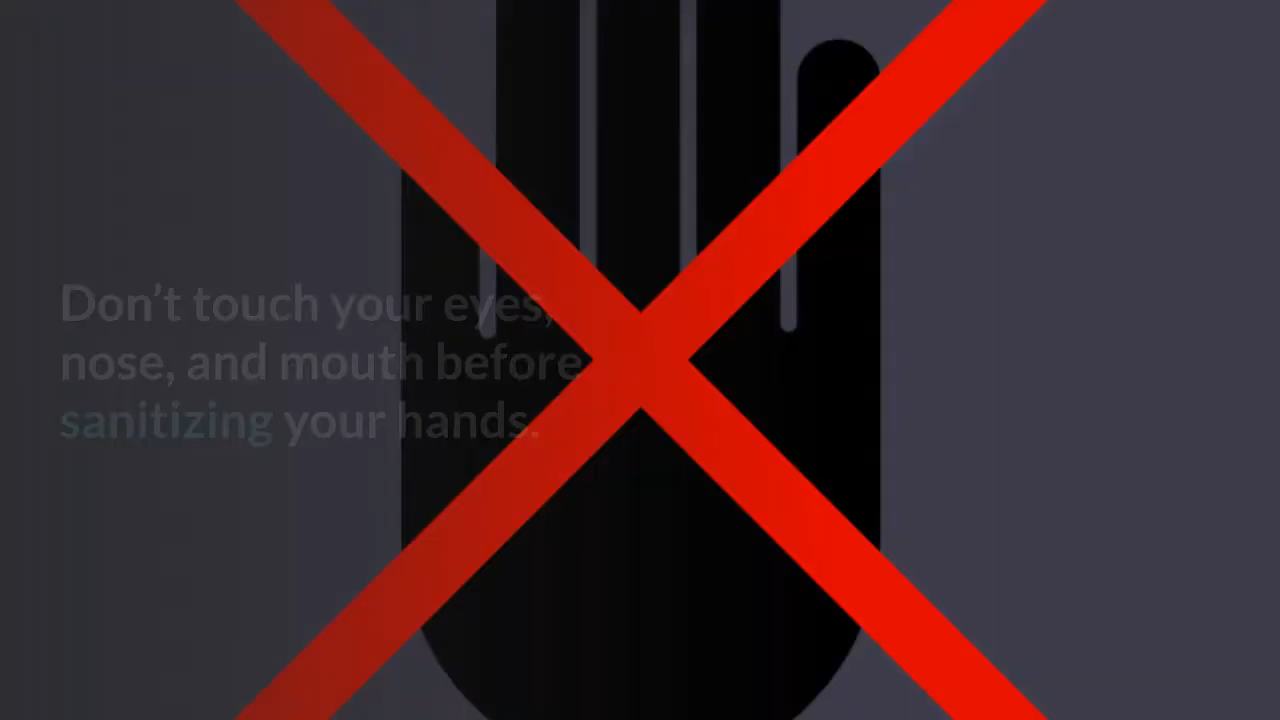 Don’t touch your eyes,
nose, and mouth before
sanitizing your hands.